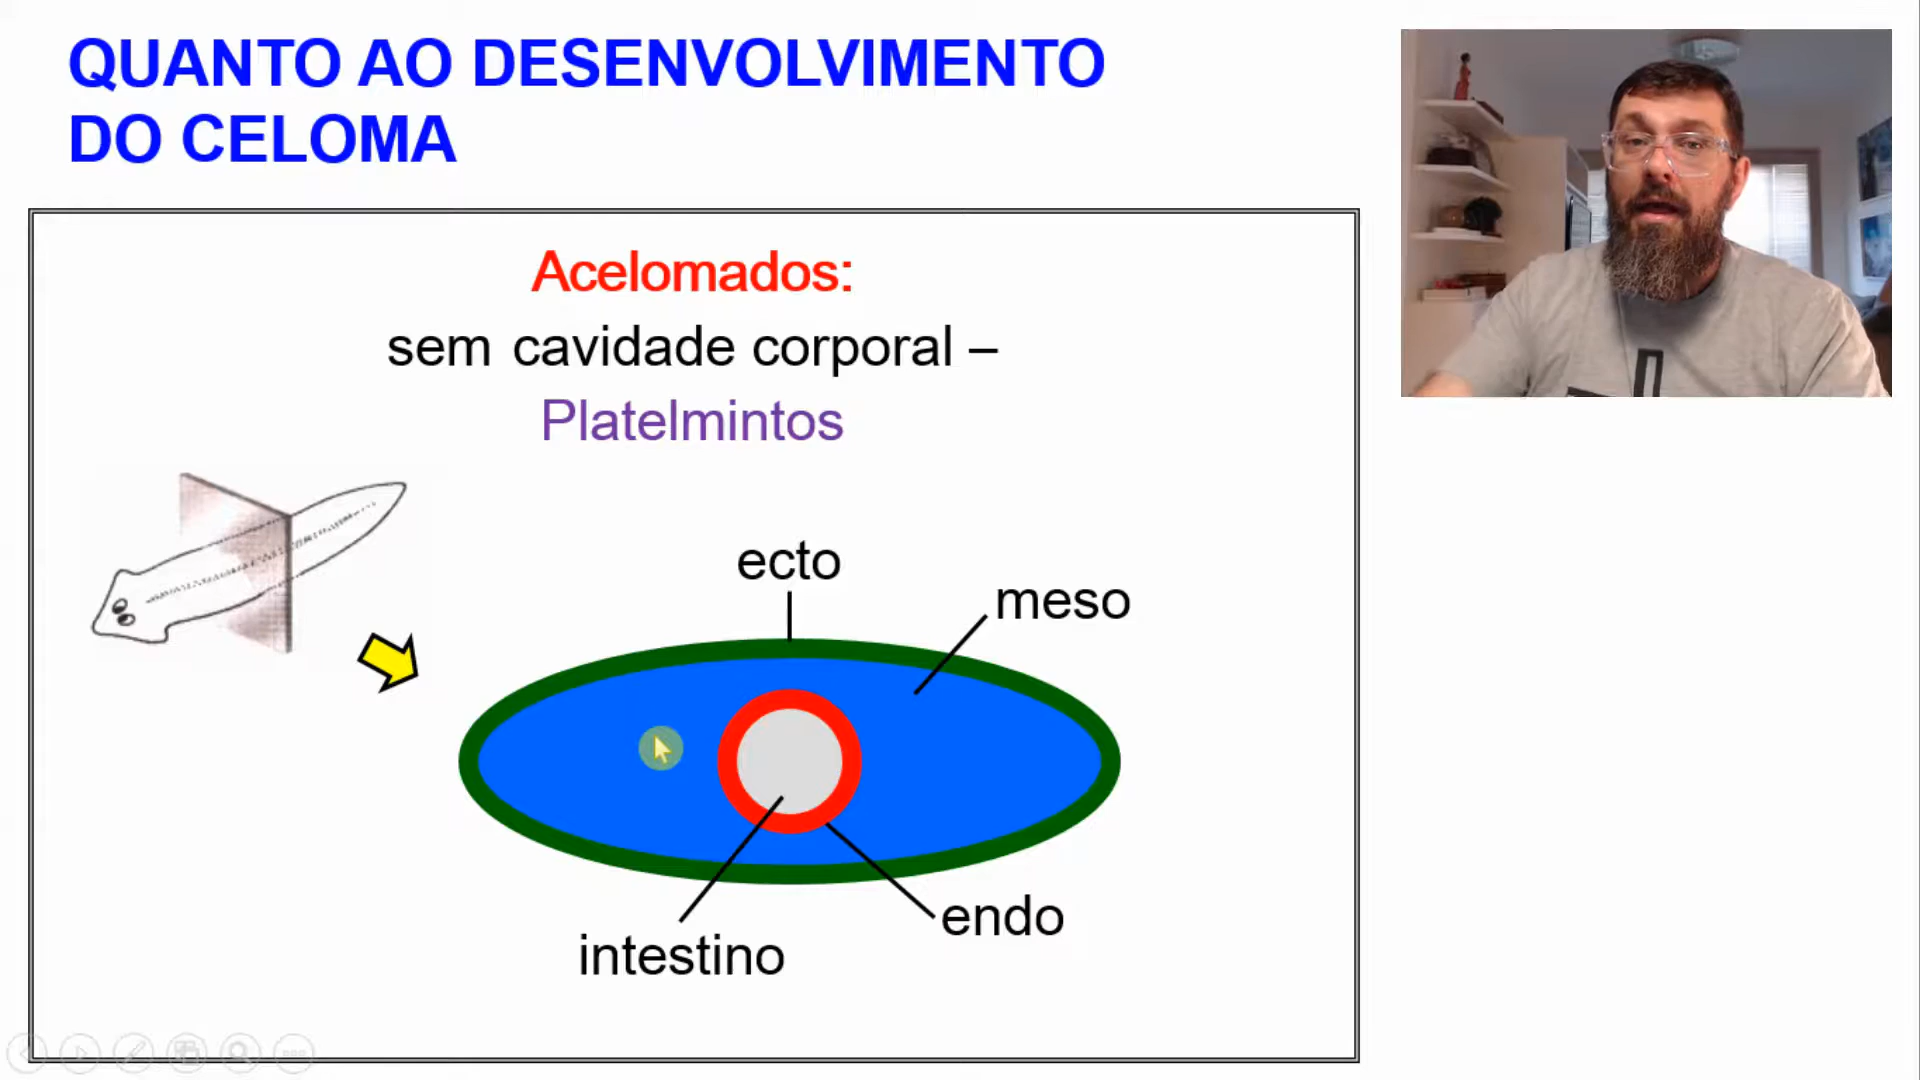 QUANTO AO DESENVOLVIMENTO
DO CELOMA
Acelomados:
sem cavidade corporal –
Platelmintos
ecto
meso
endo
intestino